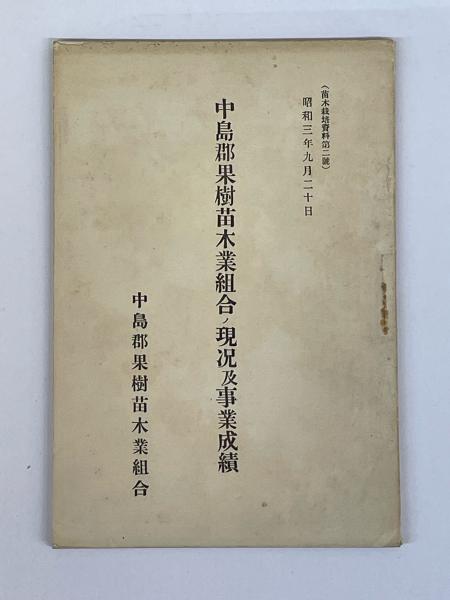 （苗木栽培資料第二號）
昭和三年九月二十日
中島郡果樹苗木業組合ノ現況及事業成績
中島郡果樹苗木業組合